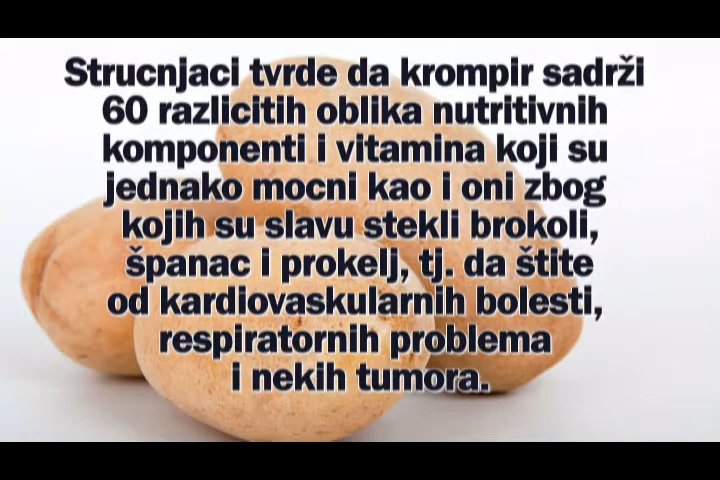 Strucnjaci tvrde da krompir sadrži
60 razlicitih oblika nutritivnih
komponenti i vitamina koji su
jednako mocni kao i oni zbog
kojih su slavu stekli brokoli,
španac i prokelj, tj. da štite
od kardiovaskularnih bolesti,
respiratornih problema
i nekih tumora.